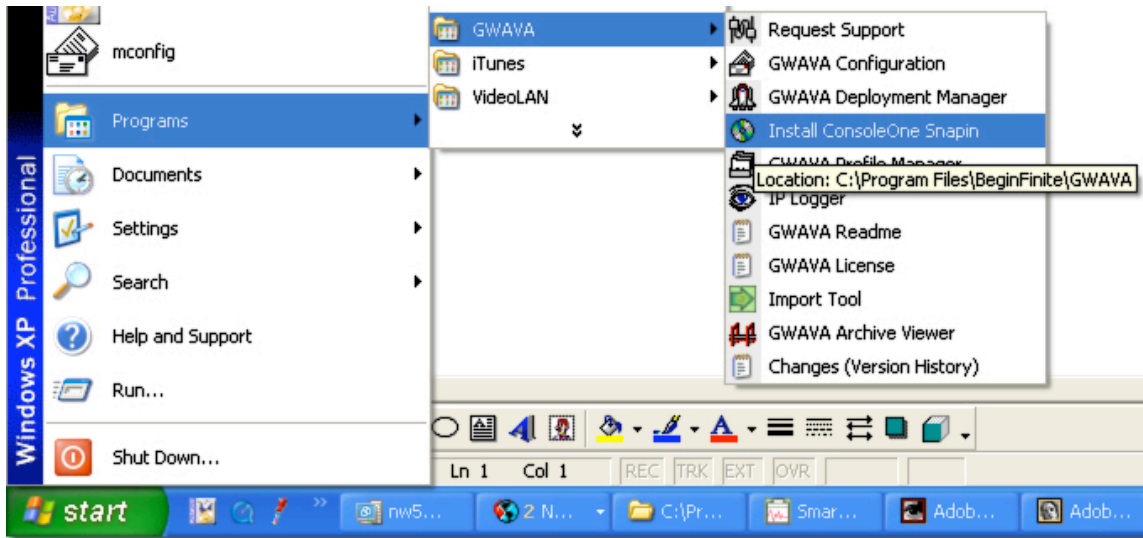 mconfig
Programs
Documents
Settings
Search
Help and Support
Run...
Shut Down...
Windows XP Professional
GWAVA
iTunes
VideoLAN
Request Support
GWAVA Configuration
GWAVA Deployment Manager
Install ConsoleOne Snapin
GWAVA Profile Manager
Location: C:\Program Files\BeginFinite\GWAVA
IP Logger
GWAVA Readme
GWAVA License
Import Tool
GWAVA Archive Viewer
Changes (Version History)
Ln 1 Col 1 REC TRK EXT OVR
start nw5... 2 N... C:\Pr... Smar... Adob... Adob...